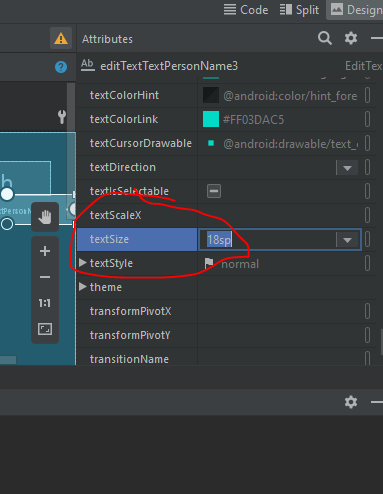 Code Split Design
Attributes
Ab editTextTextPersonName3 EditTex
textColorHint @android:color/hint_fore
textColorLink #FF03DAC5
textCursorDrawable @android:drawable/text_c
textDirection
textIsSelectable
textScaleX
textSize 18sp
textStyle normal
theme
transformPivotX
transformPivotY
transitionName
h
1:1